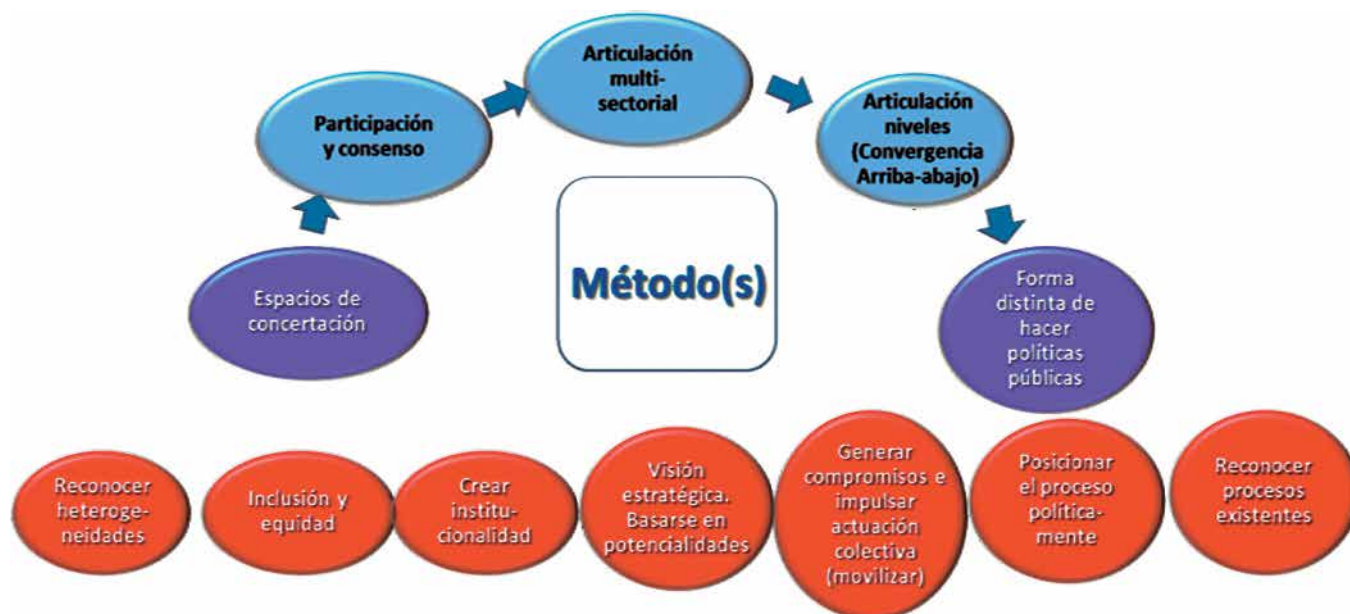 Articulación
multi-
sectorial
Participación
y consenso
Articulación
niveles
(Convergencia
Arriba-abajo)
Método(s)
Espacios de
concertación
Forma
distinta de
hacer
políticas
públicas
Reconocer
heteroge-
neidades
Inclusión y
equidad
Crear
institu-
cionalidad
Visión
estratégica.
Basarse en
potencialidades
Generar
compromisos e
impulsar
actuación
colectiva
(movilizar)
Posicionar
el proceso
política-
mente
Reconocer
procesos
existentes